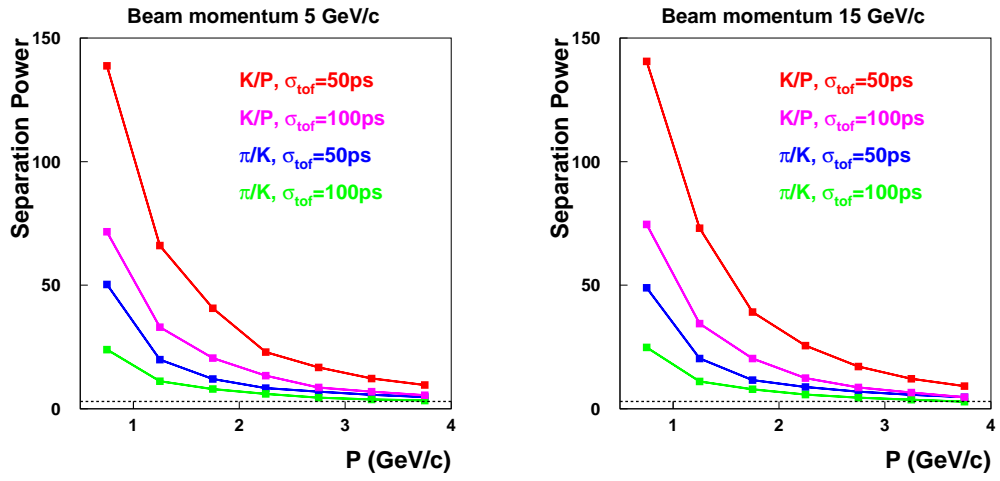 Beam momentum 5 GeV/c
Separation Power
150
100
50
0
K/P, σtof=50ps
K/P, σtof=100ps
π/K, σtof=50ps
π/K, σtof=100ps
1 2 3 4
P (GeV/c)
Beam momentum 15 GeV/c
Separation Power
150
100
50
0
K/P, σtof=50ps
K/P, σtof=100ps
π/K, σtof=50ps
π/K, σtof=100ps
1 2 3 4
P (GeV/c)